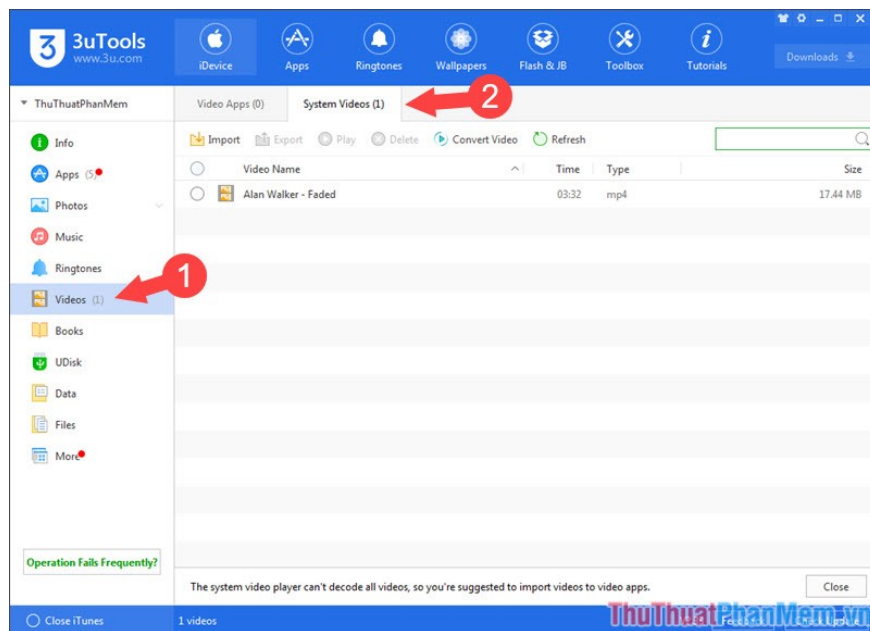 3uTools
www.3u.com
iDevice
Apps
Ringtones
Wallpapers
Flash & JB
Toolbox
Tutorials
Downloads
ThuThuatPhanMem
Video Apps (0)
System Videos (1)
2
Info
Apps (5)
Photos
Music
Ringtones
Videos (1)
Books
UDisk
Data
Files
More
1
Import Export Play Delete Convert Video Refresh
Video Name Time Type Size
Alan Walker - Faded 03:32 mp4 17.44 MB
Operation Fails Frequently?
The system video player can't decode all videos, so you're suggested to import videos to video apps.
Close
Close iTunes
1 videos
ThuThuatPhanMem.vn